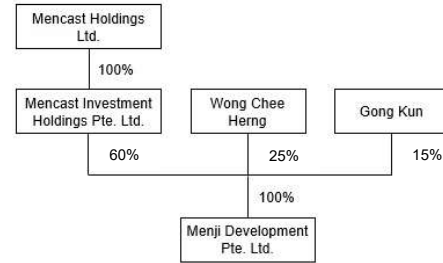 Mencast Holdings
Ltd.
100%
Mencast Investment
Holdings Pte. Ltd.
Wong Chee
Herng
Gong Kun
60%
25%
15%
100%
Menji Development
Pte. Ltd.